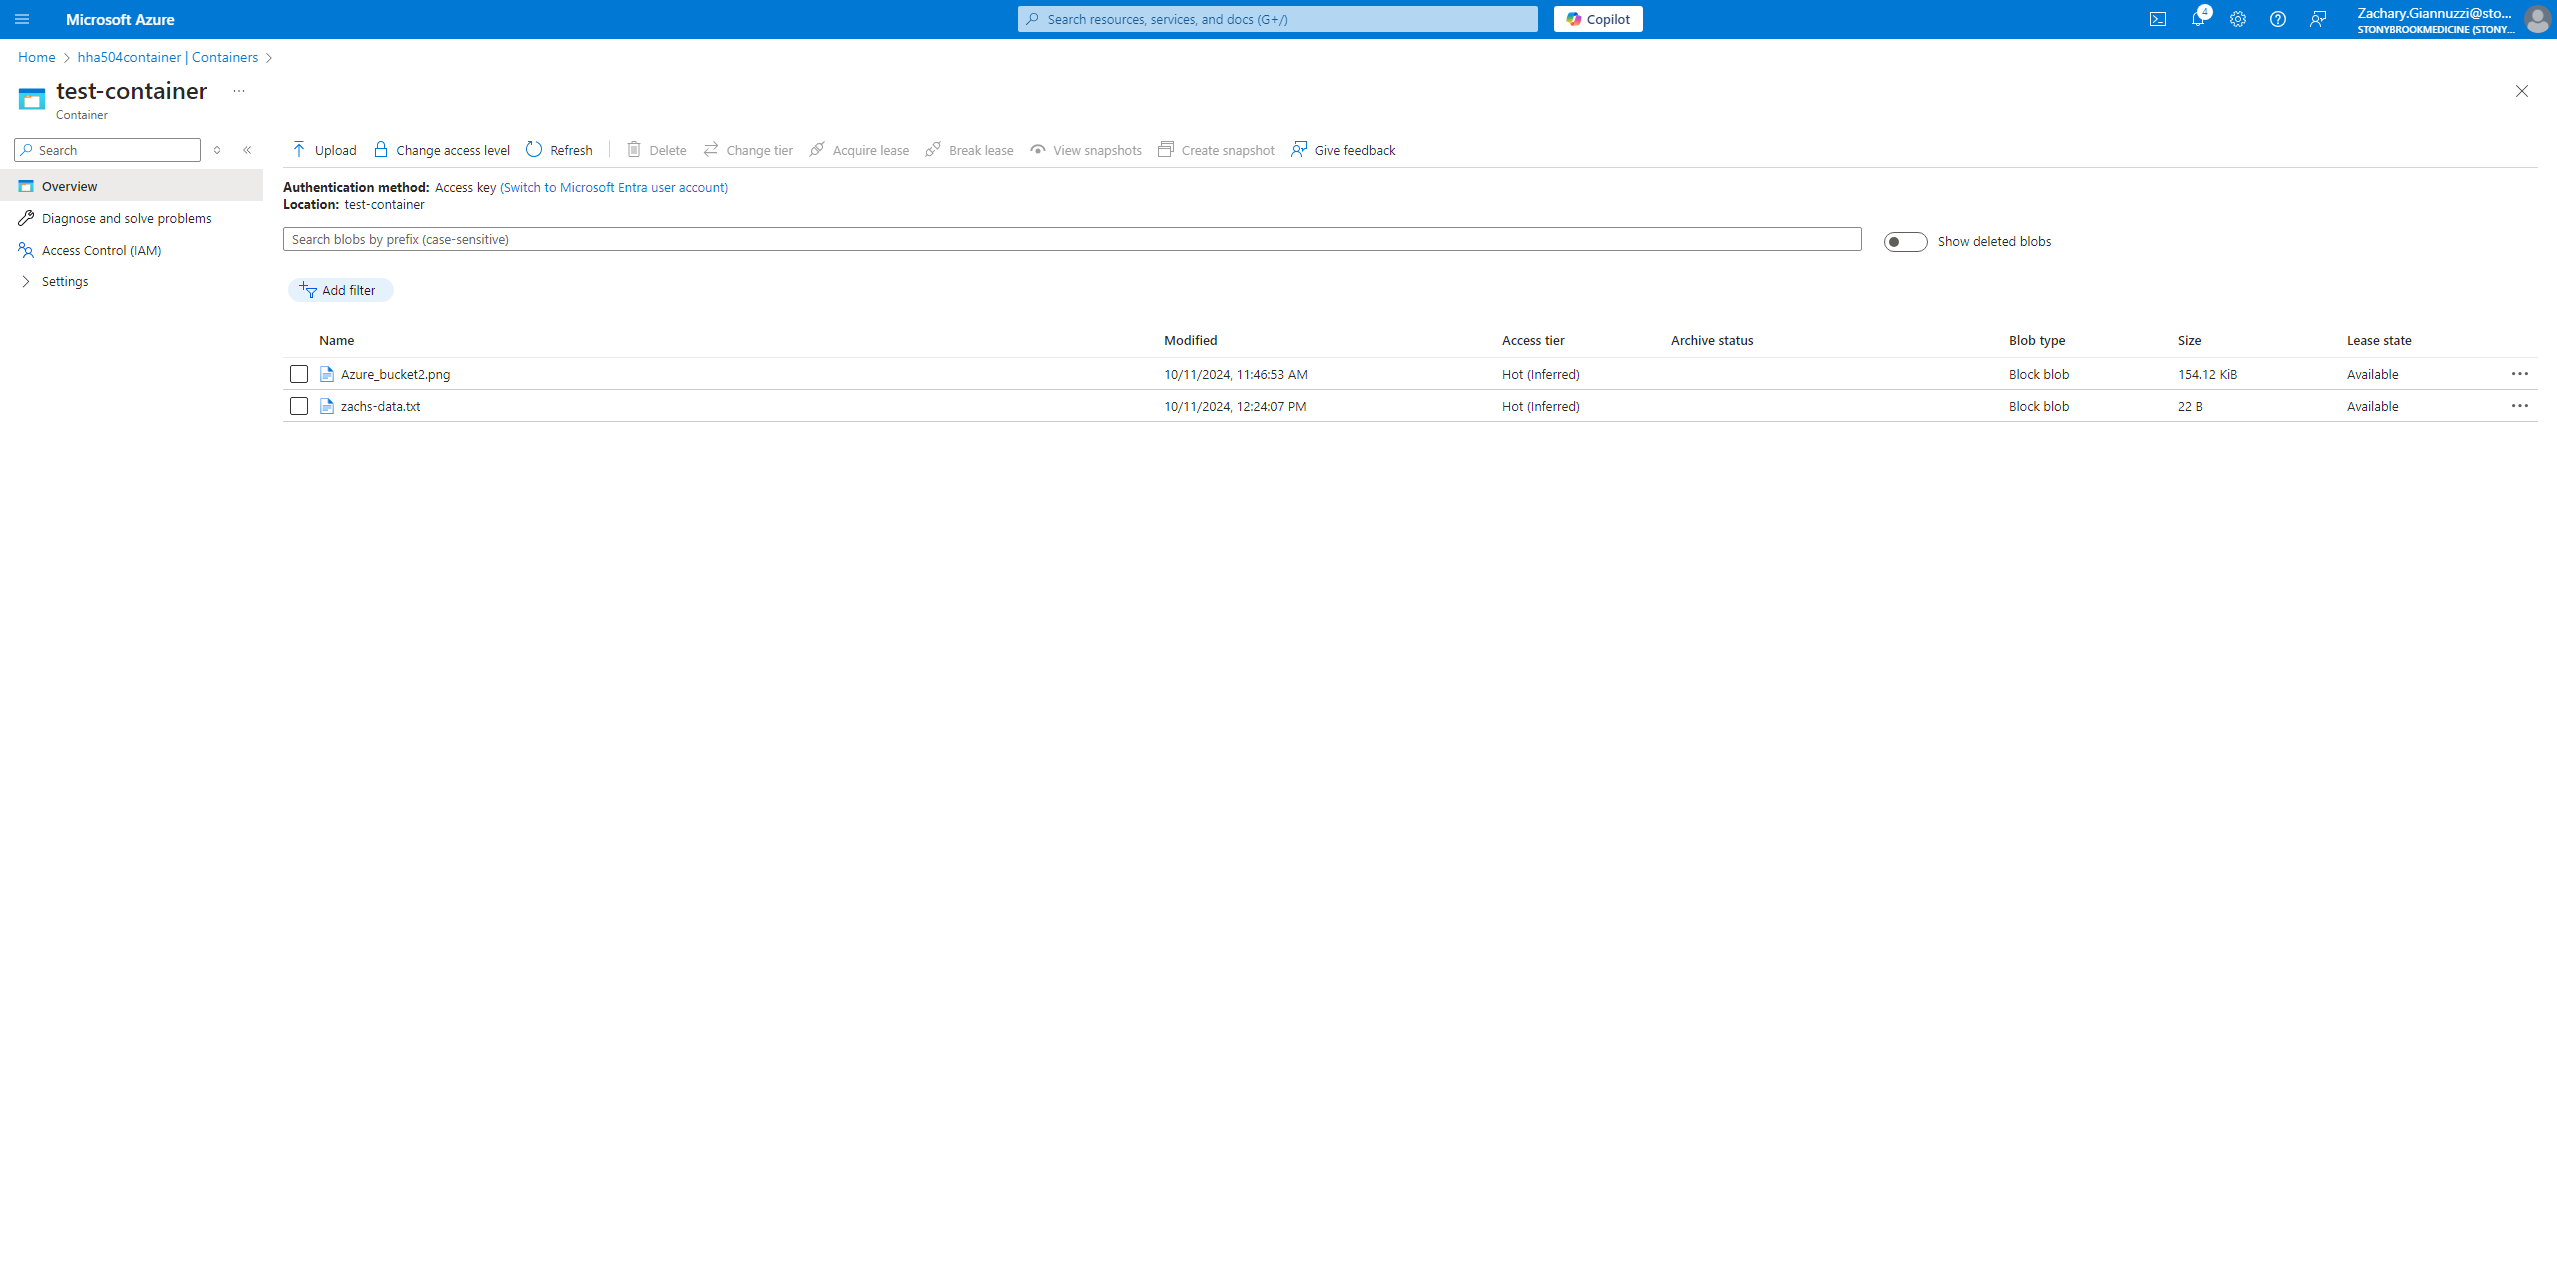 Microsoft Azure
Search resources, services, and docs (G+/)
Copilot
4
Zachary.Giannuzzi@sto...
STONYBROOKMEDICINE (STONY...
Home > hha504container | Containers >
test-container ...
Container
Search
Upload Change access level Refresh Delete Change tier Acquire lease Break lease View snapshots Create snapshot Give feedback
Overview
Diagnose and solve problems
Access Control (IAM)
Settings
Authentication method: Access key (Switch to Microsoft Entra user account)
Location: test-container
Search blobs by prefix (case-sensitive)
Show deleted blobs
Add filter
Name Modified Access tier Archive status Blob type Size Lease state
Azure_bucket2.png 10/11/2024, 11:46:53 AM Hot (Inferred) Block blob 154.12 KiB Available
zachs-data.txt 10/11/2024, 12:24:07 PM Hot (Inferred) Block blob 22 B Available